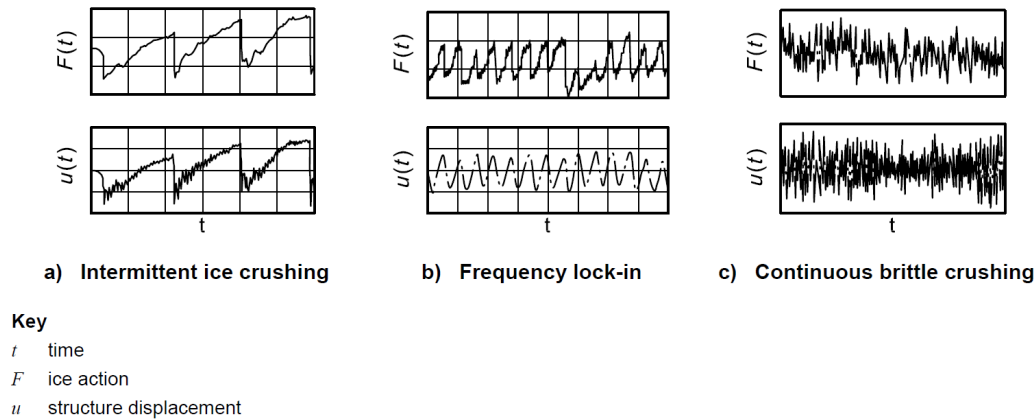 F(t)
F(t)
F(t)
u(t)
u(t)
u(t)
t
t
t
a) Intermittent ice crushing
b) Frequency lock-in
c) Continuous brittle crushing
Key
t time
F ice action
u structure displacement